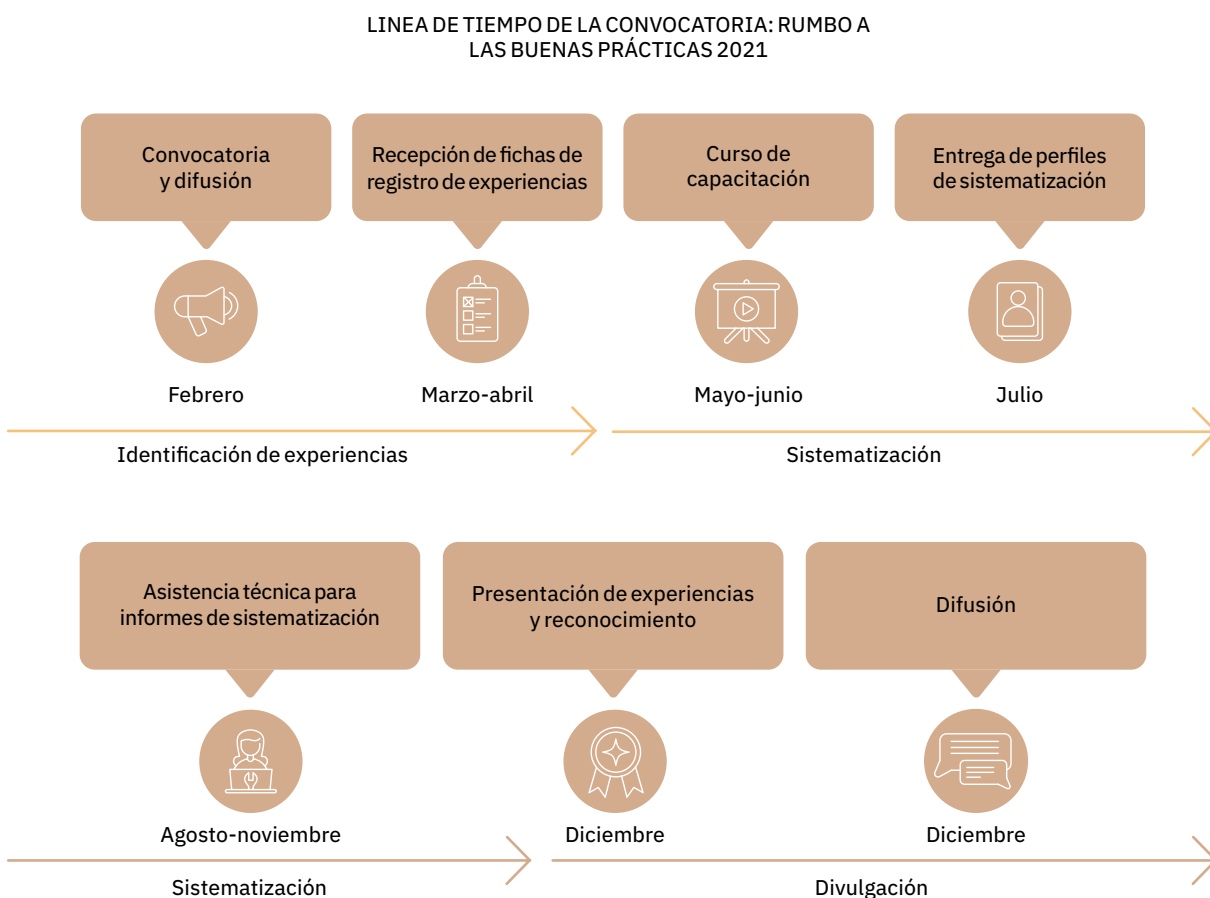 LINEA DE TIEMPO DE LA CONVOCATORIA: RUMBO A
LAS BUENAS PRÁCTICAS 2021
Convocatoria
y difusión
Recepción de fichas de
registro de experiencias
Curso de
capacitación
Entrega de perfiles
de sistematización
Febrero
Marzo-abril
Mayo-junio
Julio
Identificación de experiencias
Sistematización
Asistencia técnica para
informes de sistematización
Presentación de experiencias
y reconocimiento
Difusión
Agosto-noviembre
Diciembre
Diciembre
Sistematización
Divulgación